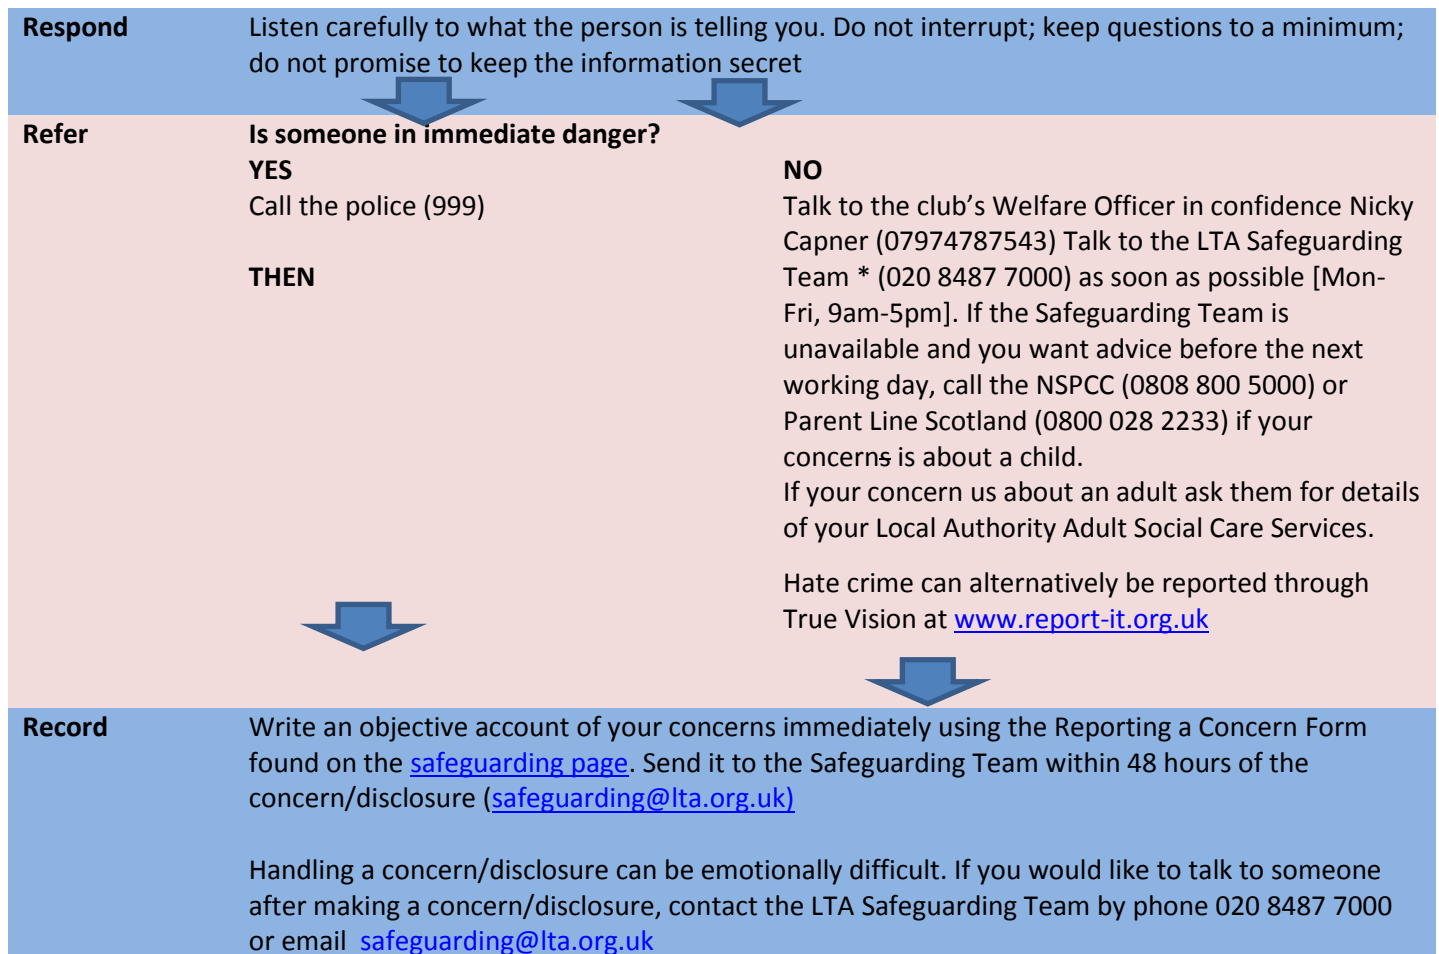 Respond
Listen carefully to what the person is telling you. Do not interrupt; keep questions to a minimum;
do not promise to keep the information secret
Refer
Is someone in immediate danger?
YES
Call the police (999)
THEN
NO
Talk to the club’s Welfare Officer in confidence Nicky
Capner (07974787543) Talk to the LTA Safeguarding
Team * (020 8487 7000) as soon as possible [Mon-
Fri, 9am-5pm]. If the Safeguarding Team is
unavailable and you want advice before the next
working day, call the NSPCC (0808 800 5000) or
Parent Line Scotland (0800 028 2233) if your
concerns is about a child.
If your concern us about an adult ask them for details
of your Local Authority Adult Social Care Services.
Hate crime can alternatively be reported through
True Vision at www.report-it.org.uk
Record
Write an objective account of your concerns immediately using the Reporting a Concern Form
found on the safeguarding page. Send it to the Safeguarding Team within 48 hours of the
concern/disclosure (safeguarding@lta.org.uk)
Handling a concern/disclosure can be emotionally difficult. If you would like to talk to someone
after making a concern/disclosure, contact the LTA Safeguarding Team by phone 020 8487 7000
or email safeguarding@lta.org.uk